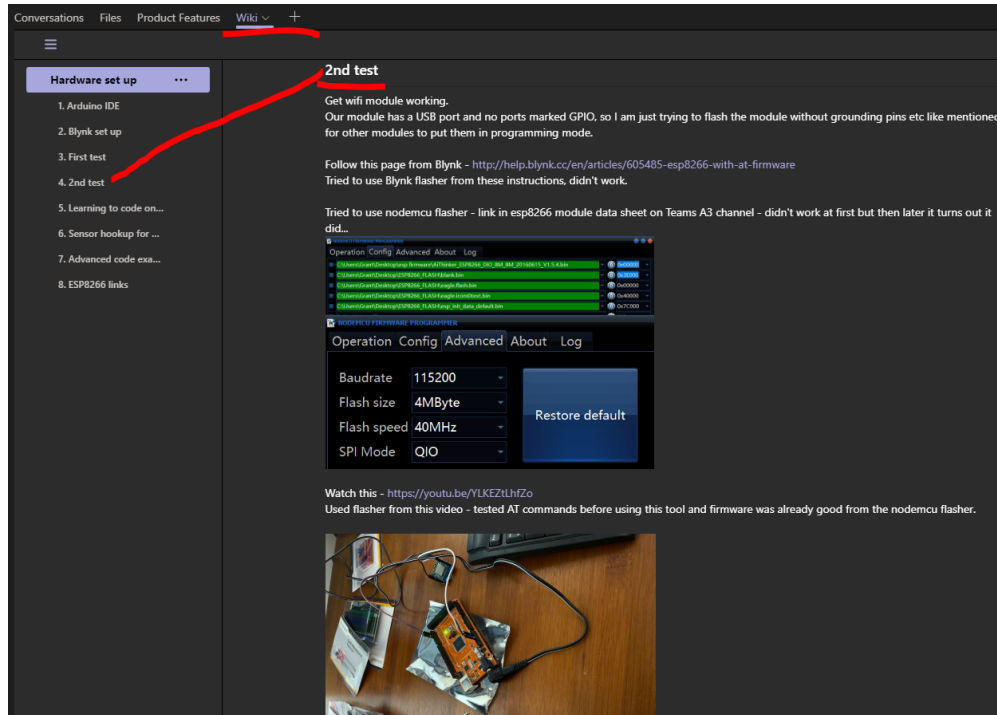 Conversations Files Product Features Wiki
Hardware set up ...
1. Arduino IDE
2. Blynk set up
3. First test
4. 2nd test
5. Learning to code on...
6. Sensor hookup for ...
7. Advanced code exa...
8. ESP8266 links
2nd test
Get wifi module working.
Our module has a USB port and no ports marked GPIO, so I am just trying to flash the module without grounding pins etc like mentioned
for other modules to put them in programming mode.
Follow this page from Blynk - http://help.blynk.cc/en/articles/605485-esp8266-with-at-firmware
Tried to use Blynk flasher from these instructions, didn't work.
Tried to use nodemcu flasher - link in esp8266 module data sheet on Teams A3 channel - didn't work at first but then later it turns out it
did...
Operation Config Advanced About Log
C:\Users\Grant\Desktop\ESP8266_FLASH\blank.bin
0x00000
0x40000
0x7C000
NODEMCU FIRMWARE PROGRAMMER
Operation Config Advanced About Log
Baudrate 115200
Flash size 4MByte
Flash speed 40MHz
SPI Mode QIO
Restore default
Watch this - https://youtu.be/YLKEZtLhfZo
Used flasher from this video - tested AT commands before using this tool and firmware was already good from the nodemcu flasher.